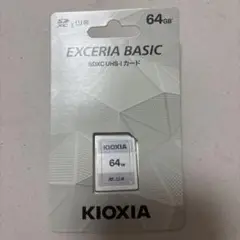 64GB
EXCERIA BASIC
SDXC UHS-I カード
KIOXIA
64GB
KIOXIA